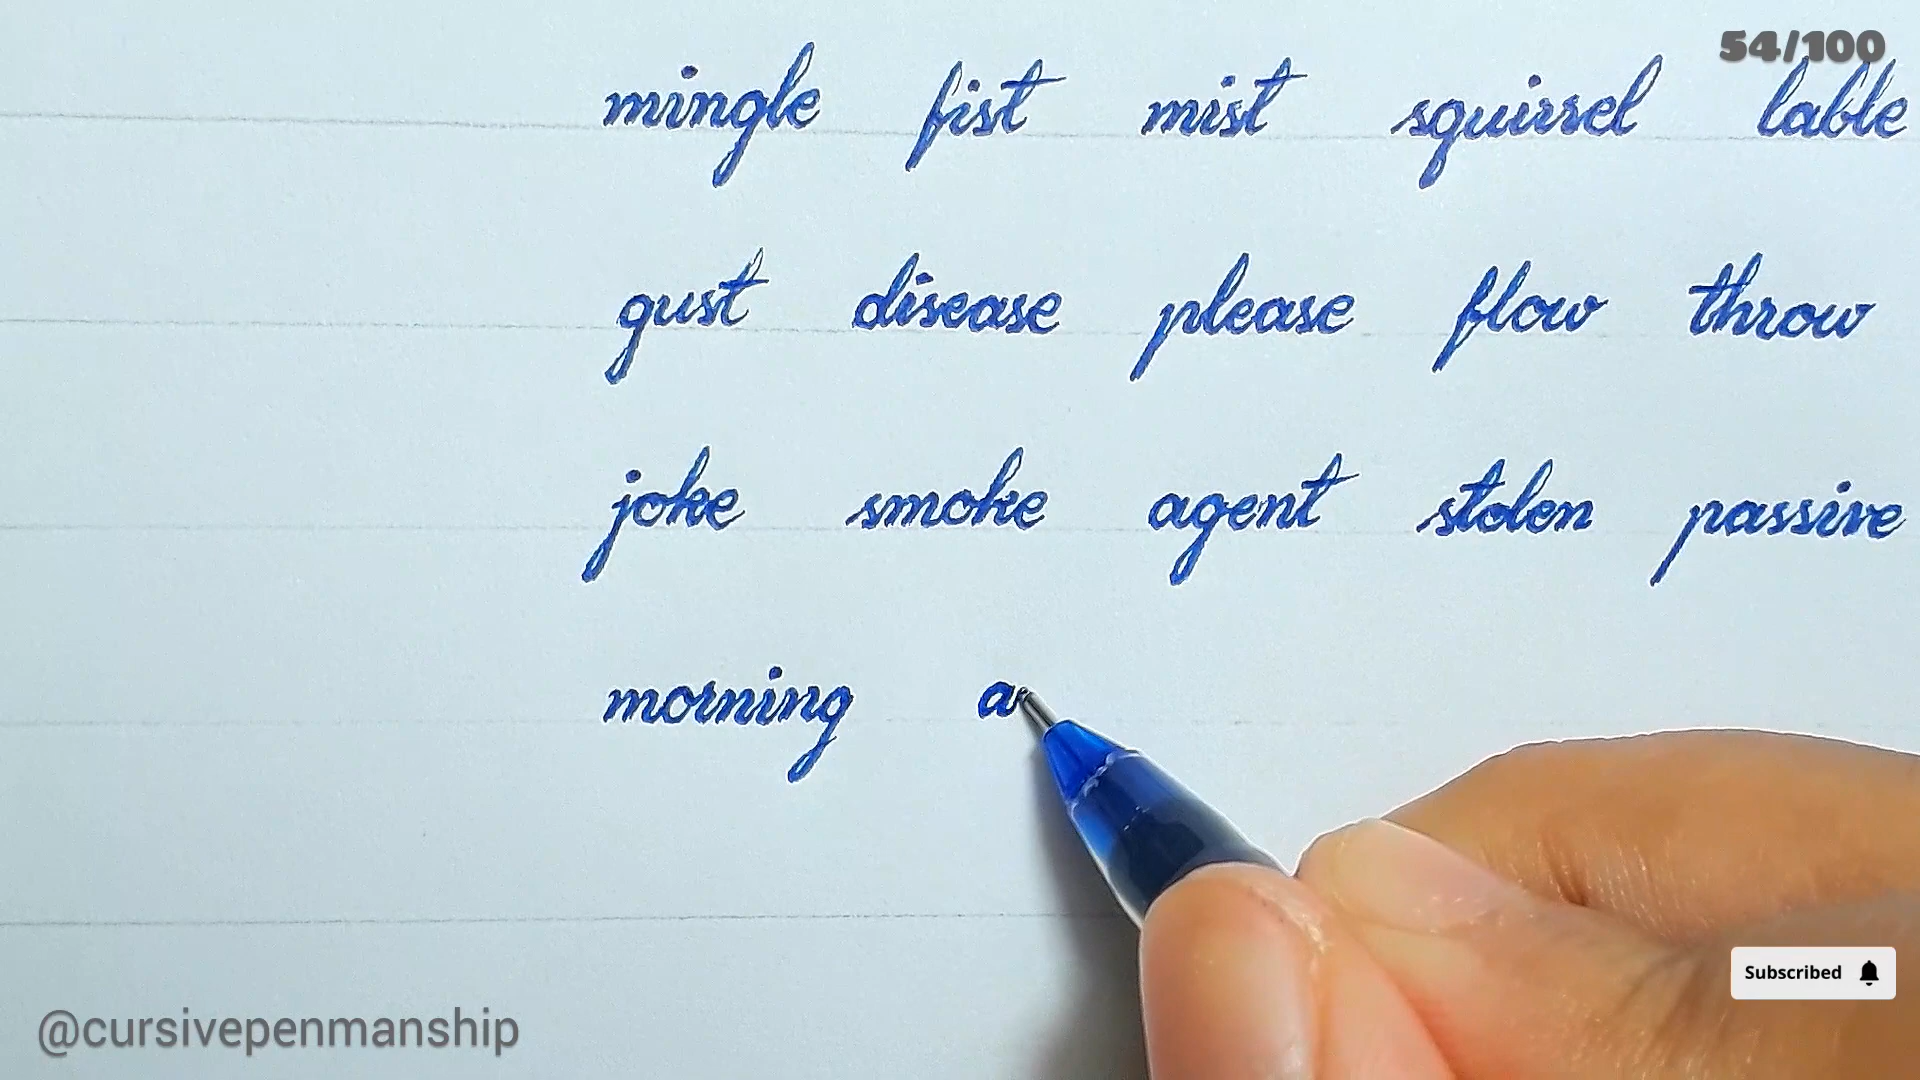 54/100
mingle fist mist squirrel lable
gust disease please flow throw
joke smoke agent stolen passive
morning a
Subscribed
@cursivepenmanship